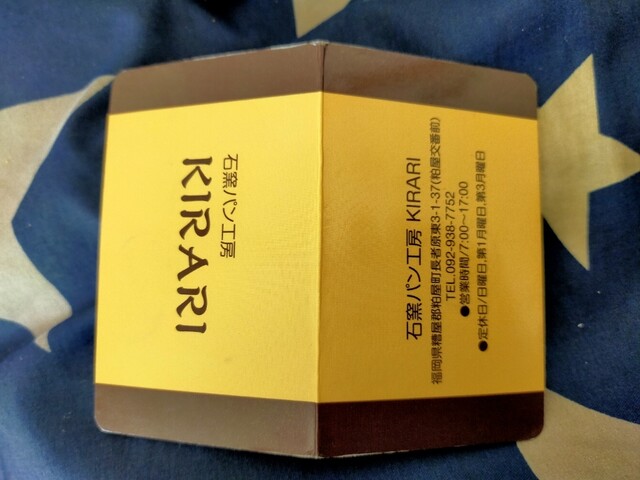 石窯パン工房
KIRARI
石窯パン工房 KIRARI
福岡県糟屋郡粕屋町長者原東3-1-37(粕屋交番前)
TEL.092-938-7752
●営業時間/7:00〜17:00
●定休日/日曜日、第1月曜日、第3月曜日